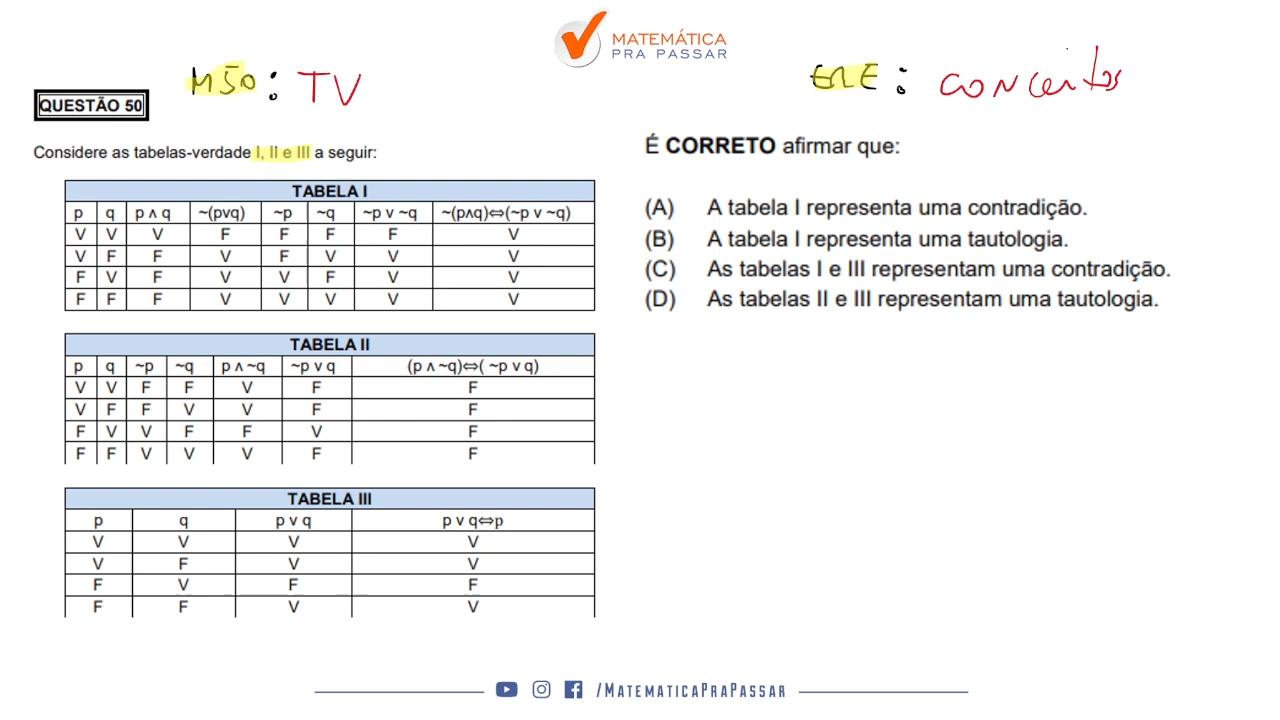 MATEMÁTICA
PRA PASSAR
: TV
: CONCEITOS
QUESTÃO 50
Considere as tabelas-verdade I, II e III a seguir:
TABELA I
p q p ∧ q ~(pvq) ~p ~q ~p v ~q ~(p∧q)⇔(~p v ~q)
V V V F F F F V
V F F V F V V V
F V F V V F V V
F F F V V V V V
TABELA II
p q ~p ~q p ∧ ~q ~p v q (p ∧ ~q)⇔( ~p v q)
V V F F V F F
V F F V V F F
F V V F F V F
F F V V V F F
TABELA III
p q p v q p v q⇔p
V V V V
V F V V
F V F F
F F V V
É CORRETO afirmar que:
(A) A tabela I representa uma contradição.
(B) A tabela I representa uma tautologia.
(C) As tabelas I e III representam uma contradição.
(D) As tabelas II e III representam uma tautologia.
/MATEMATICAPRAPASSAR